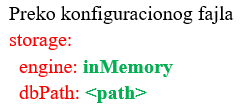 Preko konfiguracionog fajla
storage:
engine: inMemory
dbPath: <path>